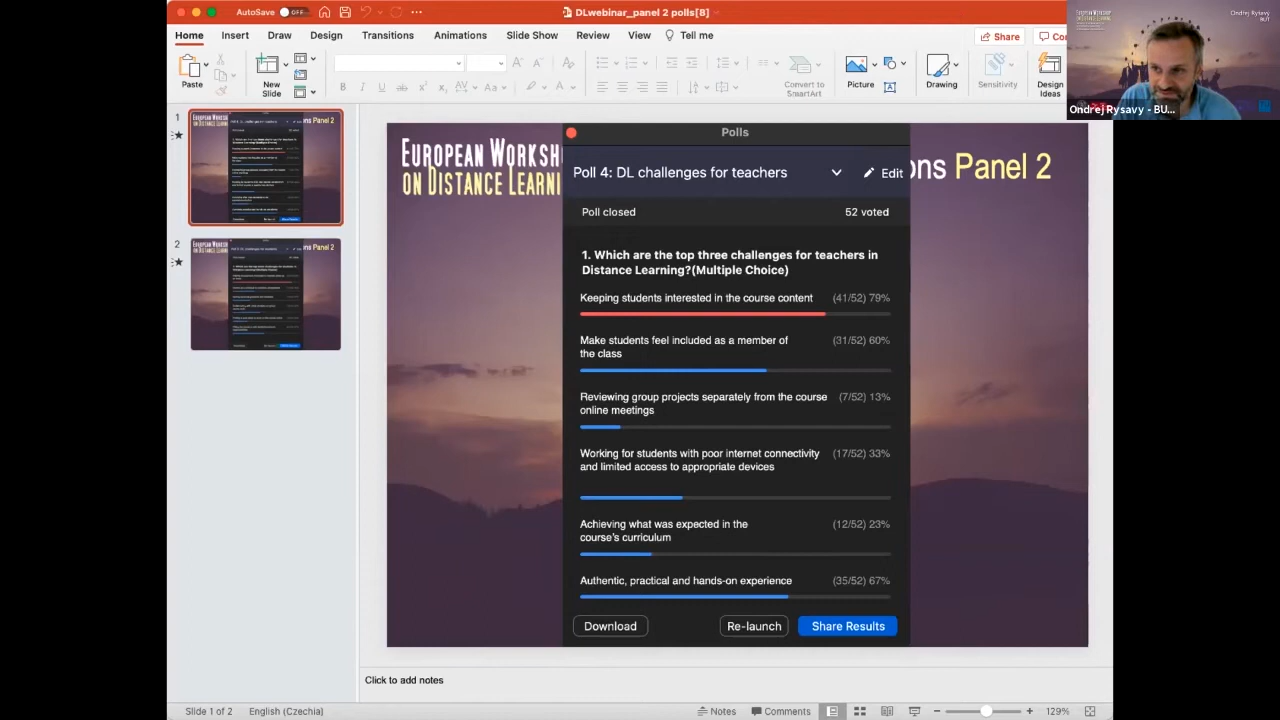 AutoSave OFF
DLwebinar_panel 2 polls[8]
Home Insert Draw Design Transitions Animations Slide Show Review View Tell me
Share
Paste
New
Slide
Convert to
SmartArt
Picture
Drawing
Sensitivity
Design
Ideas
Ondrej Rysavy - BU...
1
2
EUROPEAN WORKSH
ON DISTANCE LEARNI
ons Panel 2
Polls
Poll 4: DL challenges for teachers
Edit
Poll closed
52 voted
1. Which are the top three challenges for teachers in
Distance Learning?(Multiple Choice)
Keeping students interested in the course content (41/52) 79%
Make students feel included as a member of (31/52) 60%
the class
Reviewing group projects separately from the course (7/52) 13%
online meetings
Working for students with poor internet connectivity (17/52) 33%
and limited access to appropriate devices
Achieving what was expected in the (12/52) 23%
course's curriculum
Authentic, practical and hands-on experience (35/52) 67%
Download
Re-launch
Share Results
Click to add notes
Slide 1 of 2
English (Czechia)
Notes
Comments
129%